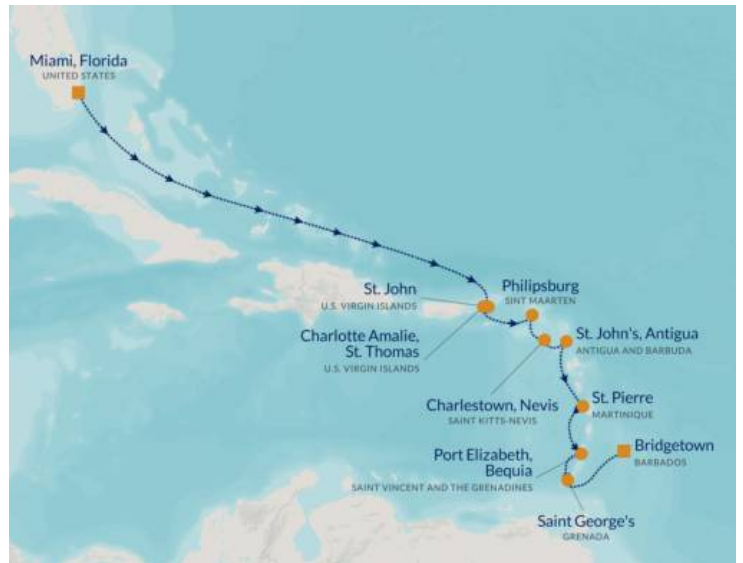 Miami, Florida
UNITED STATES
St. John
U.S. VIRGIN ISLANDS
Charlotte Amalie,
St. Thomas
U.S. VIRGIN ISLANDS
Philipsburg
SINT MAARTEN
St. John's, Antigua
ANTIGUA AND BARBUDA
Charlestown, Nevis
SAINT KITTS-NEVIS
St. Pierre
MARTINIQUE
Port Elizabeth,
Bequia
SAINT VINCENT AND THE GRENADINES
Bridgetown
BARBADOS
Saint George's
GRENADA